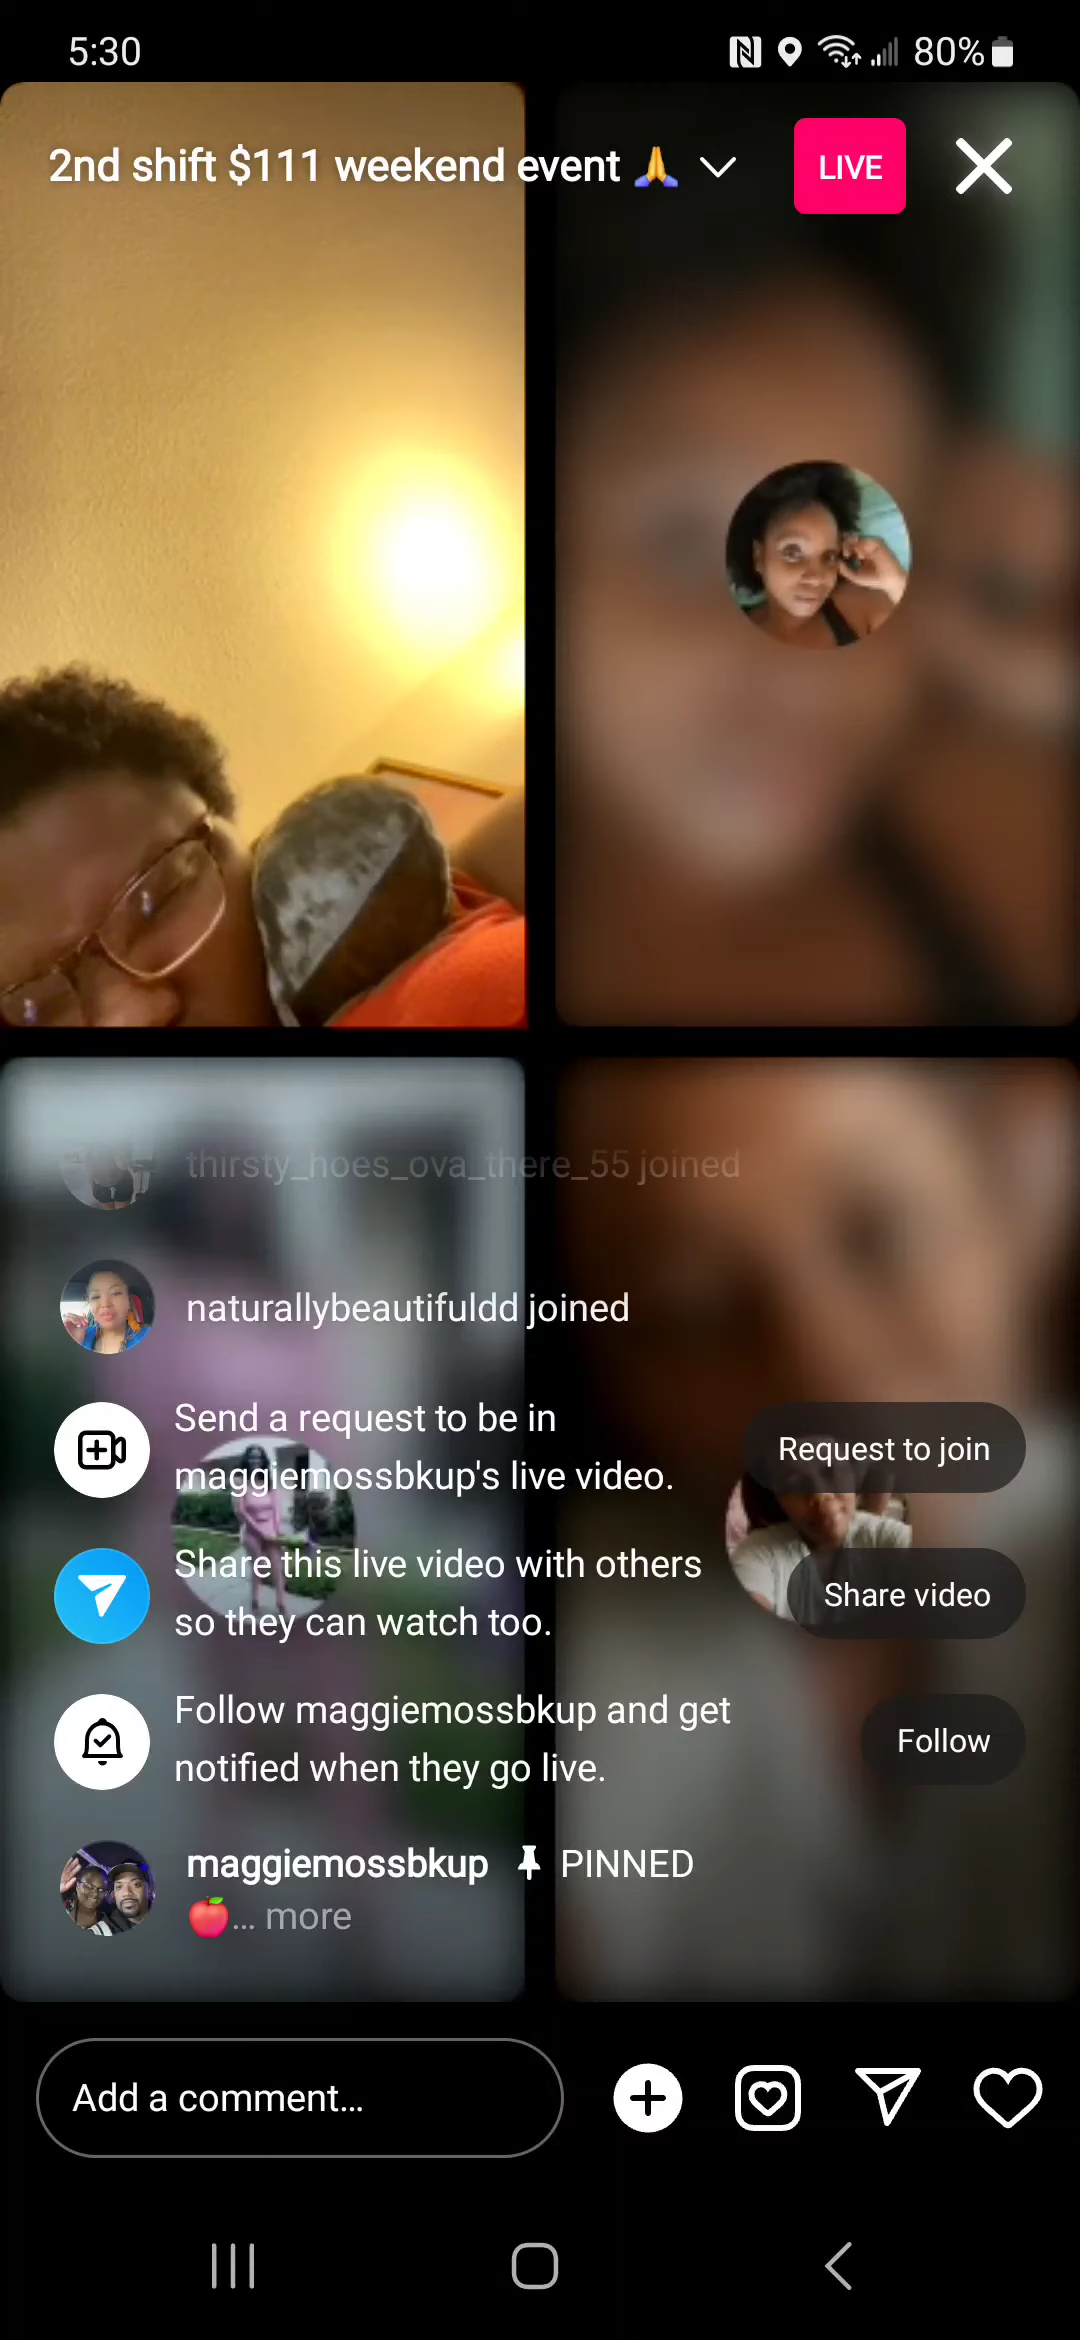 5:30
80%
2nd shift $111 weekend event 🙏
LIVE
thirsty_hoes_ova_there_55 joined
naturallybeautifuldd joined
Send a request to be in
maggiemossbkup's live video.
Request to join
Share this live video with others
so they can watch too.
Share video
Follow maggiemossbkup and get
notified when they go live.
Follow
maggiemossbkup PINNED
🍎... more
Add a comment...